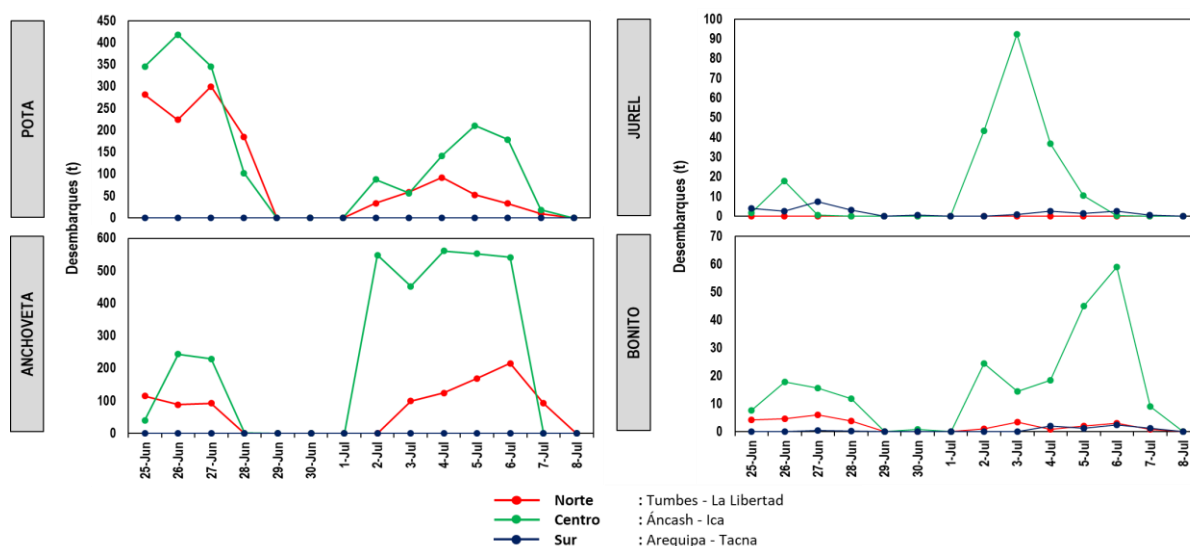 POTA
Desembarques (t)
450
400
350
300
250
200
150
100
50
0
JUREL
Desembarques (t)
100
90
80
70
60
50
40
30
20
10
0
ANCHOVETA
600
500
400
300
200
100
0
25-Jun
26-Jun
27-Jun
28-Jun
29-Jun
30-Jun
1-Jul
2-Jul
3-Jul
4-Jul
5-Jul
6-Jul
7-Jul
8-Jul
BONITO
70
60
50
40
30
20
10
0
25-Jun
26-Jun
27-Jun
28-Jun
29-Jun
30-Jun
1-Jul
2-Jul
3-Jul
4-Jul
5-Jul
6-Jul
7-Jul
8-Jul
Norte : Tumbes - La Libertad
Centro : Áncash - Ica
Sur : Arequipa - Tacna